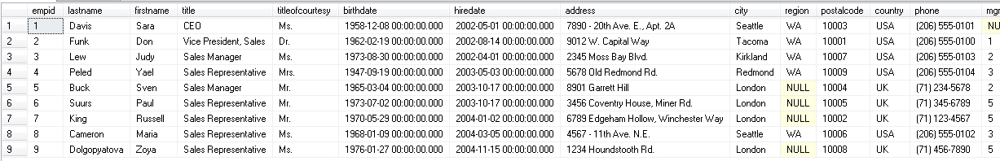 empid lastname firstname title titleofcourtesy birthdate hiredate address city region postalcode country phone mgr
1 1 Davis Sara CEO Ms. 1958-12-08 00:00:00.000 2002-05-01 00:00:00.000 7890 - 20th Ave. E., Apt. 2A Seattle WA 10003 USA (206) 555-0101 NU
2 2 Funk Don Vice President, Sales Dr. 1962-02-19 00:00:00.000 2002-08-14 00:00:00.000 9012 W. Capital Way Tacoma WA 10001 USA (206) 555-0100 1
3 3 Lew Judy Sales Manager Ms. 1973-08-30 00:00:00.000 2002-04-01 00:00:00.000 2345 Moss Bay Blvd. Kirkland WA 10007 USA (206) 555-0103 2
4 4 Peled Yael Sales Representative Mrs. 1947-09-19 00:00:00.000 2003-05-03 00:00:00.000 5678 Old Redmond Rd. Redmond WA 10009 USA (206) 555-0104 3
5 5 Buck Sven Sales Manager Mr. 1965-03-04 00:00:00.000 2003-10-17 00:00:00.000 8901 Garrett Hill London NULL 10004 UK (71) 234-5678 2
6 6 Suurs Paul Sales Representative Mr. 1973-07-02 00:00:00.000 2003-10-17 00:00:00.000 3456 Coventry House, Miner Rd. London NULL 10005 UK (71) 345-6789 5
7 7 King Russell Sales Representative Mr. 1970-05-29 00:00:00.000 2004-01-02 00:00:00.000 6789 Edgeham Hollow, Winchester Way London NULL 10002 UK (71) 123-4567 5
8 8 Cameron Maria Sales Representative Ms. 1968-01-09 00:00:00.000 2004-03-05 00:00:00.000 4567 - 11th Ave. N.E. Seattle WA 10006 USA (206) 555-0102 3
9 9 Dolgopyatova Zoya Sales Representative Ms. 1976-01-27 00:00:00.000 2004-11-15 00:00:00.000 1234 Houndstooth Rd. London NULL 10008 UK (71) 456-7890 5